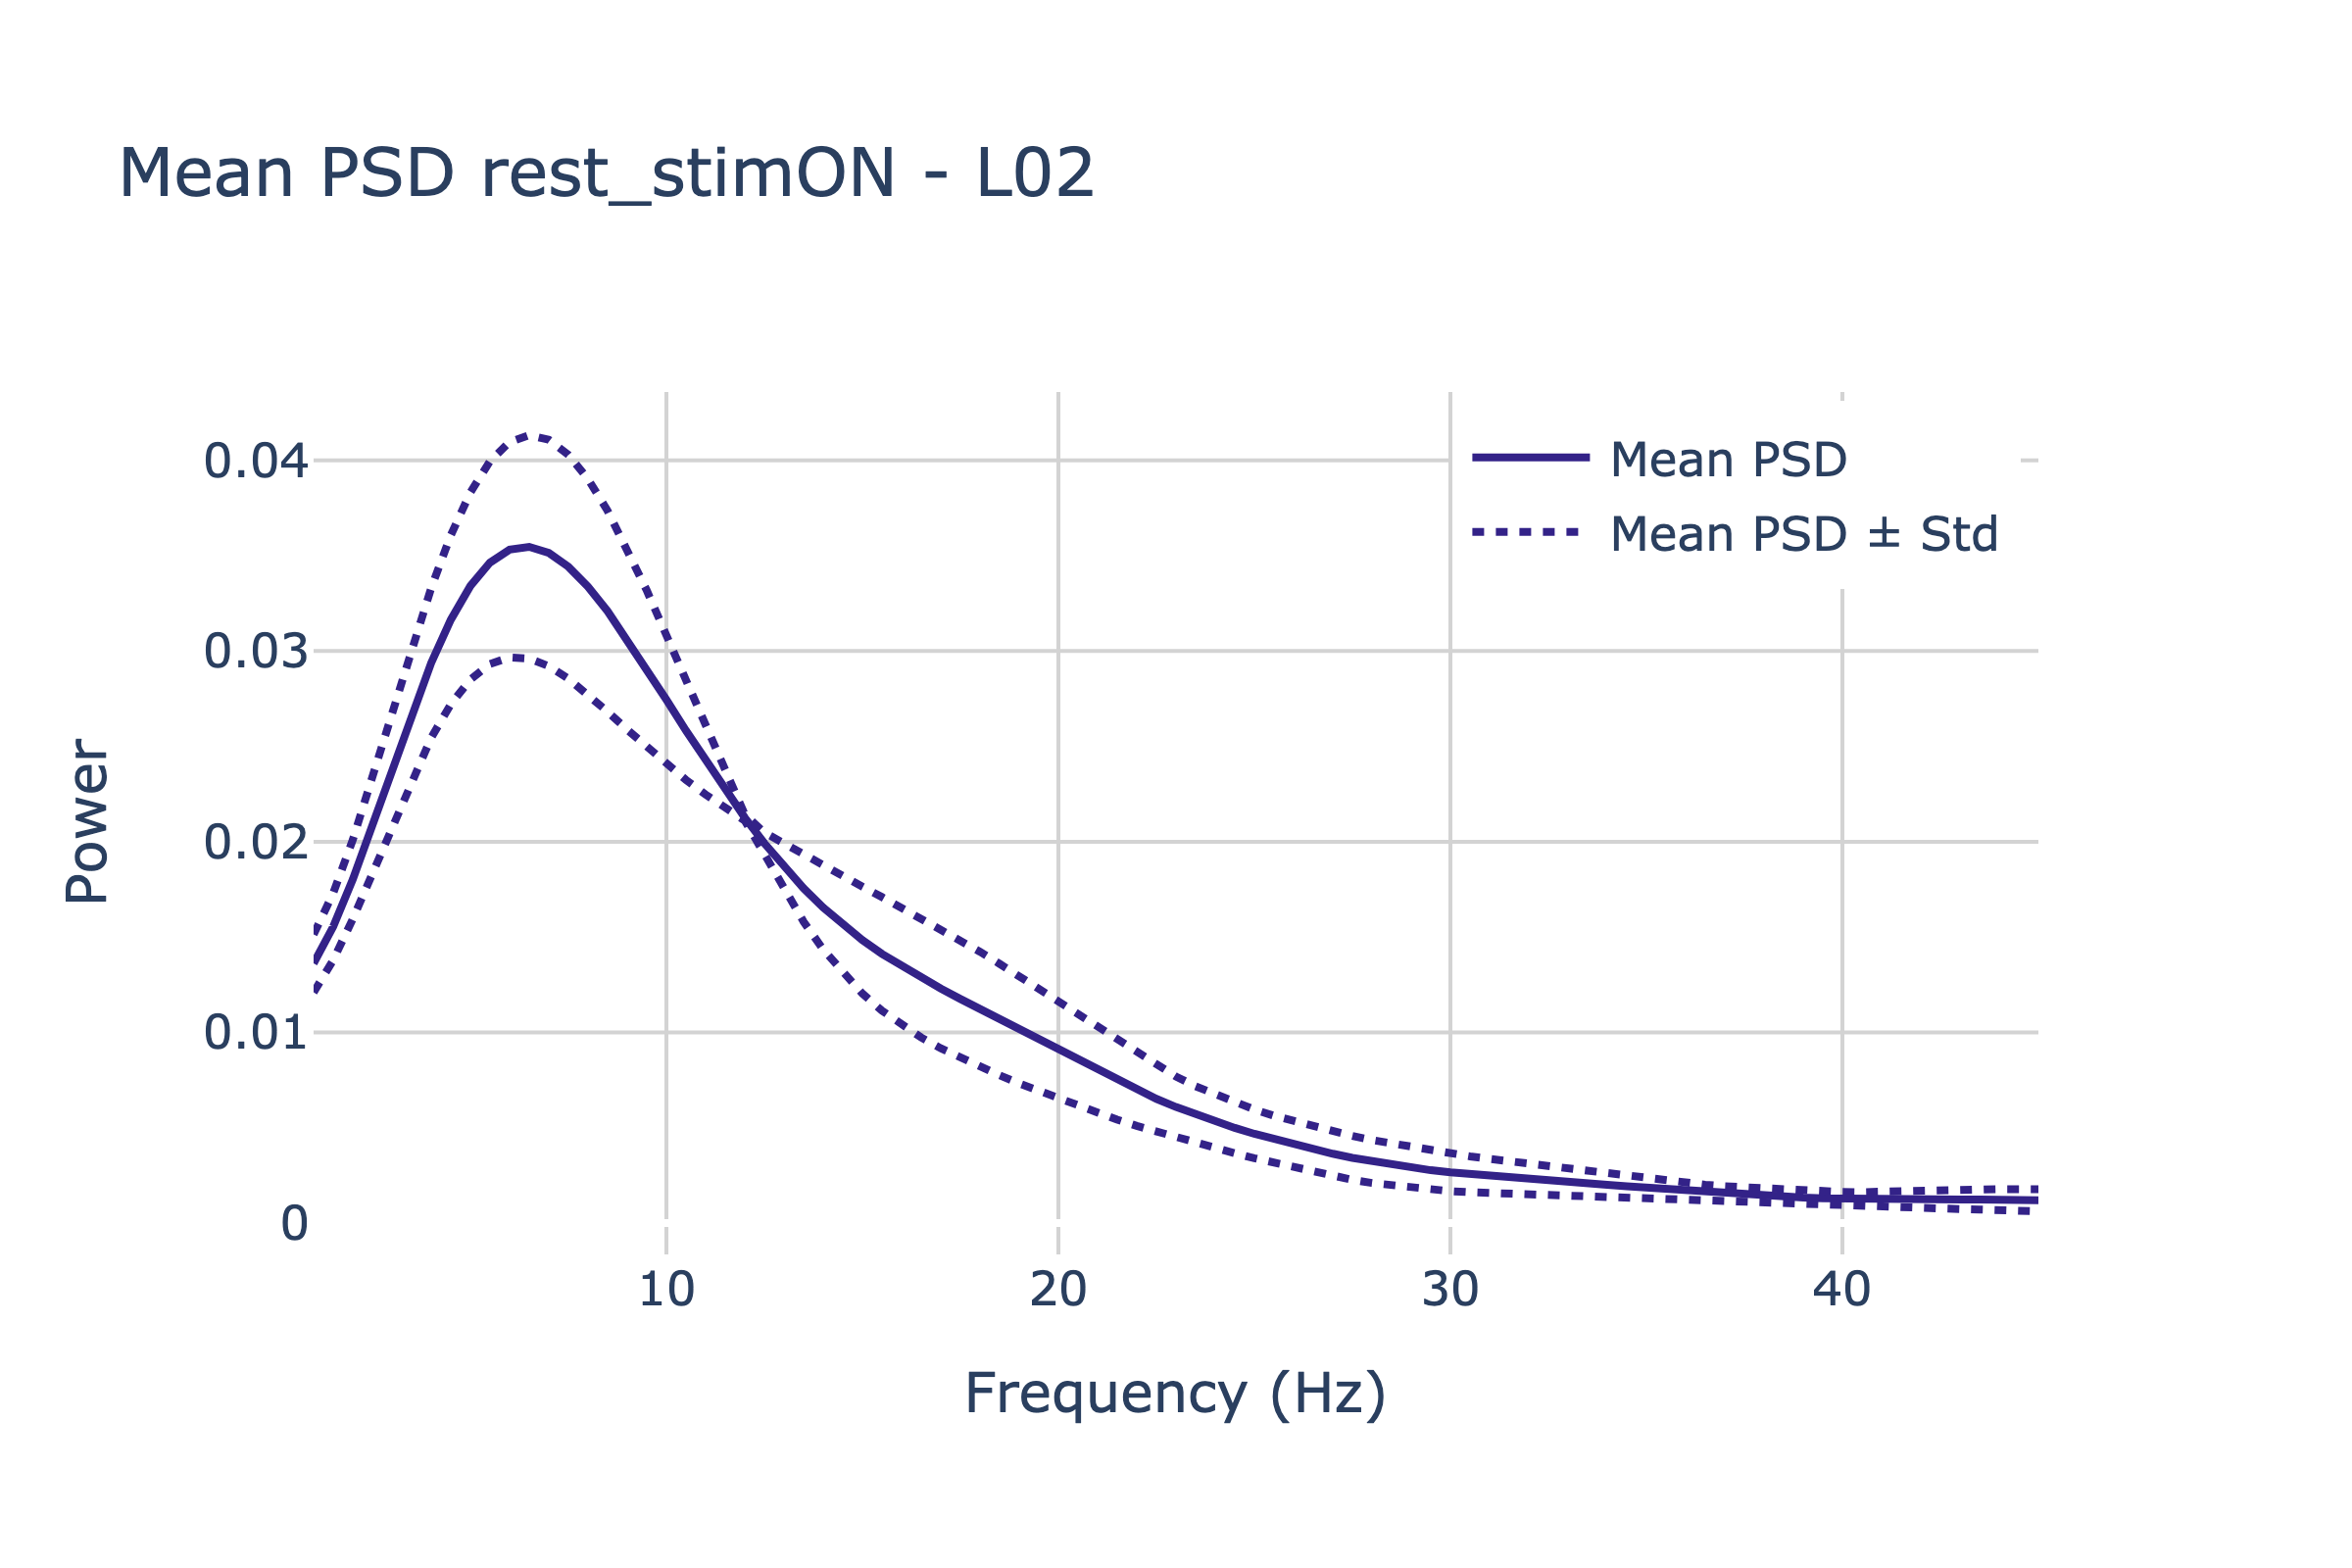 Mean PSD rest_stimON - L02
Mean PSD
Mean PSD ± Std
0.04
0.03
0.02
0.01
0
Power
10
20
30
40
Frequency (Hz)